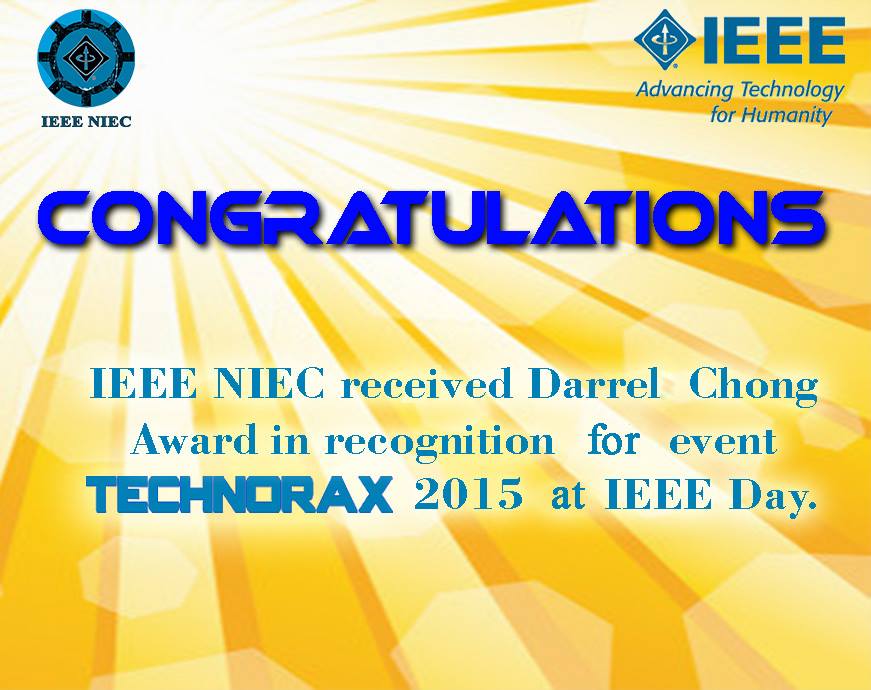 IEEE NIEC
IEEE
Advancing Technology
for Humanity
CONGRATULATIONS
IEEE NIEC received Darrel Chong
Award in recognition for event
TECHNORAX 2015 at IEEE Day.